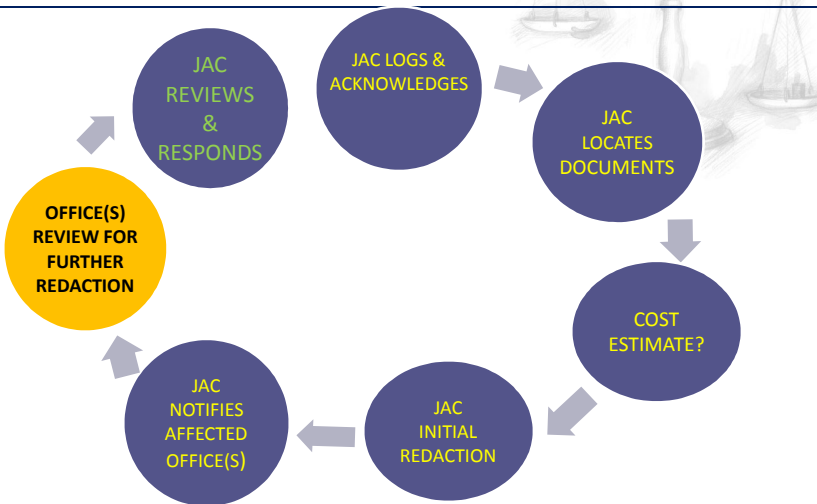 JAC LOGS &
ACKNOWLEDGES
JAC
LOCATES
DOCUMENTS
COST
ESTIMATE?
JAC
INITIAL
REDACTION
JAC
NOTIFIES
AFFECTED
OFFICE(S)
OFFICE(S)
REVIEW FOR
FURTHER
REDACTION
JAC
REVIEWS
&
RESPONDS